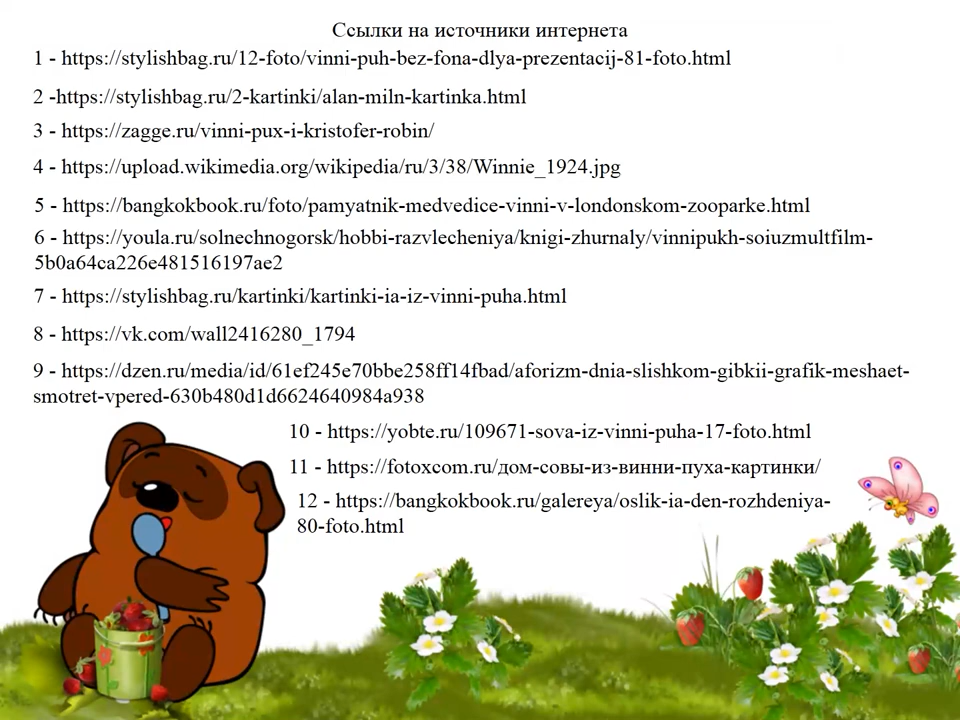 Ссылки на источники интернета
1 - https://stylishbag.ru/12-foto/vinni-puh-bez-fona-dlya-prezentacij-81-foto.html
2 -https://stylishbag.ru/2-kartinki/alan-miln-kartinka.html
3 - https://zagge.ru/vinni-pux-i-kristofer-robin/
4 - https://upload.wikimedia.org/wikipedia/ru/3/38/Winnie_1924.jpg
5 - https://bangkokbook.ru/foto/pamyatnik-medvedice-vinni-v-londonskom-zooparke.html
6 - https://youla.ru/solnechnogorsk/hobbi-razvlecheniya/knigi-zhurnaly/vinnipukh-soiuzmultfilm-
5b0a64ca226e481516197ae2
7 - https://stylishbag.ru/kartinki/kartinki-ia-iz-vinni-puha.html
8 - https://vk.com/wall2416280_1794
9 - https://dzen.ru/media/id/61ef245e70bbe258ff14fbad/aforizm-dnia-slishkom-gibkii-grafik-meshaet-
smotret-vpered-630b480d1d6624640984a938
10 - https://yobte.ru/109671-sova-iz-vinni-puha-17-foto.html
11 - https://fotoxcom.ru/дом-совы-из-винни-пуха-картинки/
12 - https://bangkokbook.ru/galereya/oslik-ia-den-rozhdeniya-
80-foto.html